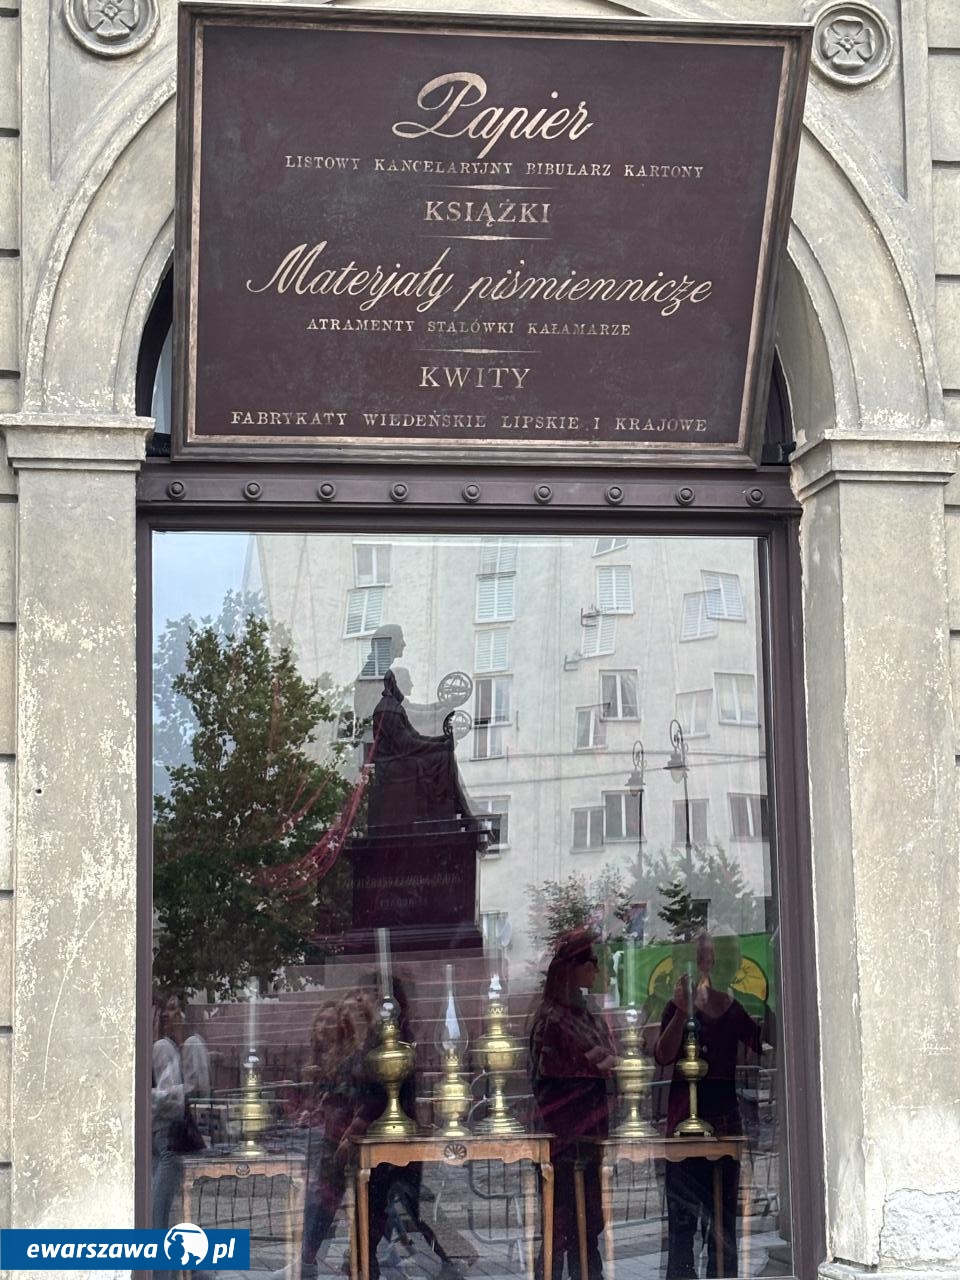 Papier
LISTOWY KANCELARYJNY BIBULARZ KARTONY
KSIĄŻKI
Materjały piśmiennicze
ATRAMENTY STALÓWKI KAŁAMARZE
KWITY
FABRYKATY WIEDEŃSKIE LIPSKIE I KRAJOWE
ewarszawa.pl